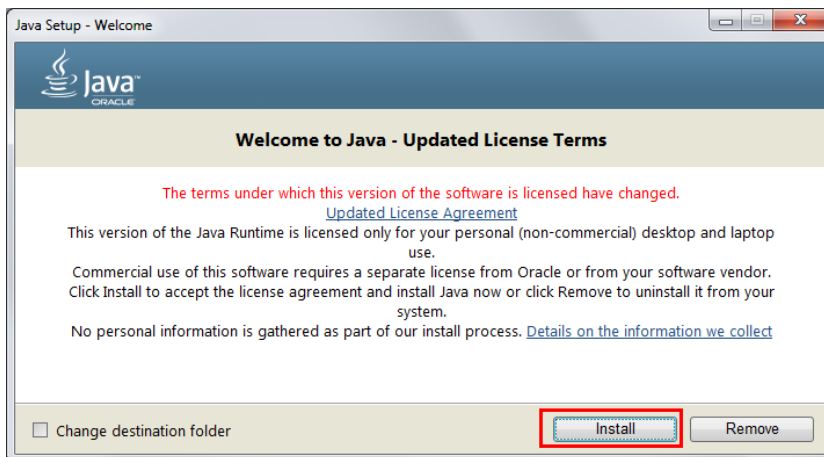 Java Setup - Welcome
Java™
ORACLE
Welcome to Java - Updated License Terms
The terms under which this version of the software is licensed have changed.
Updated License Agreement
This version of the Java Runtime is licensed only for your personal (non-commercial) desktop and laptop
use.
Commercial use of this software requires a separate license from Oracle or from your software vendor.
Click Install to accept the license agreement and install Java now or click Remove to uninstall it from your
system.
No personal information is gathered as part of our install process. Details on the information we collect
Change destination folder
Install
Remove